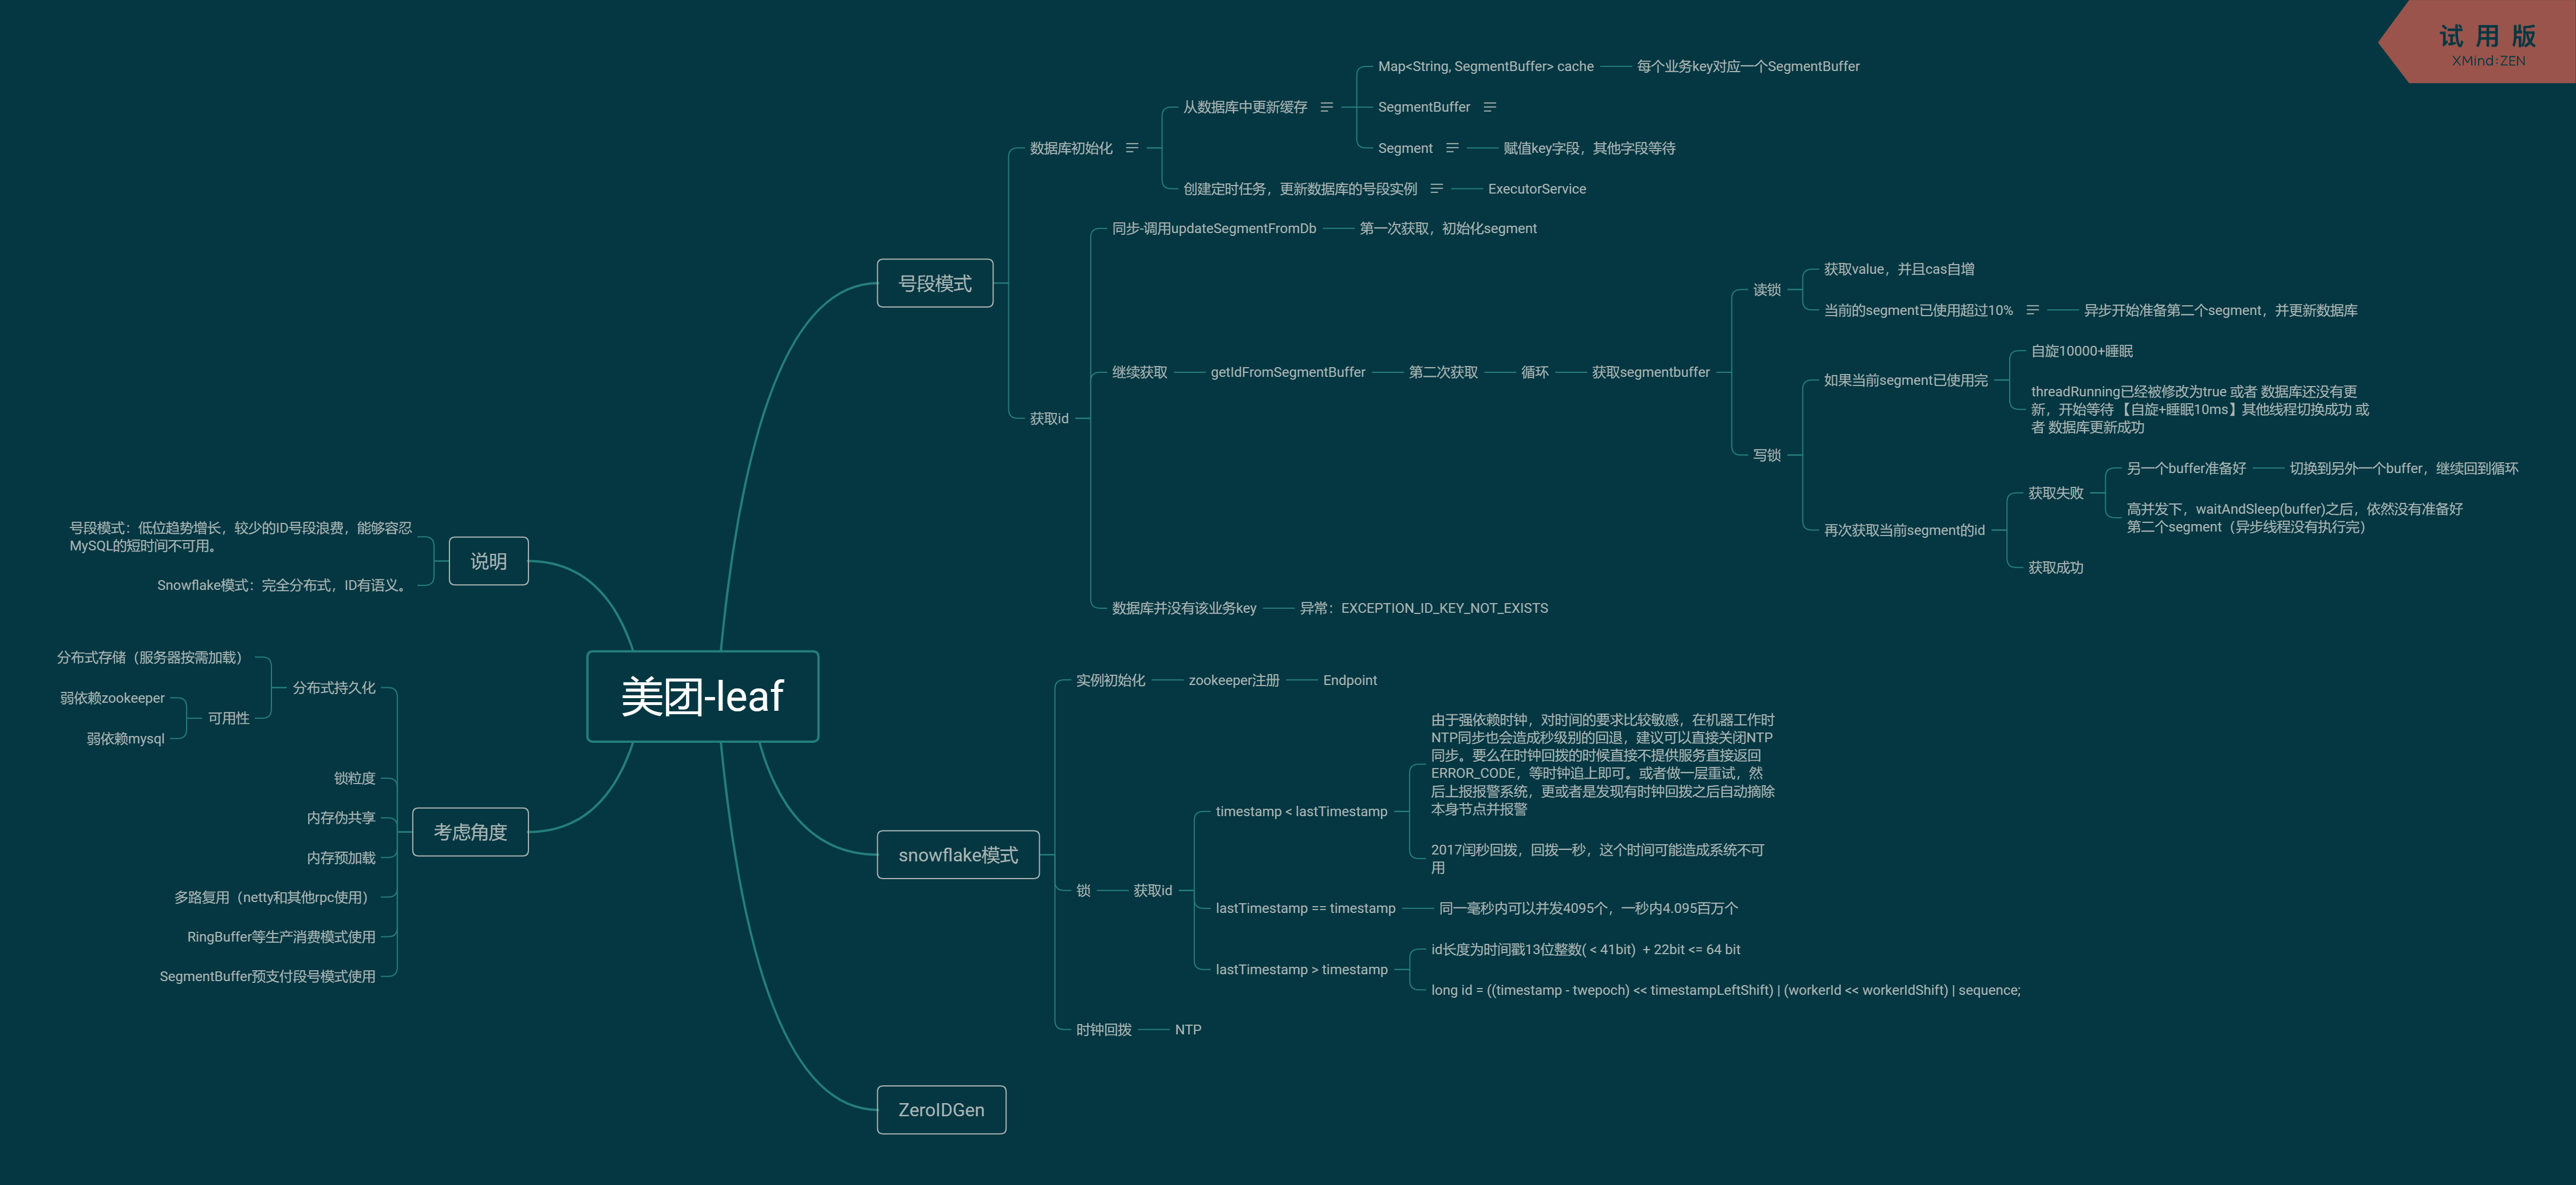 试用版
XMind:ZEN
美团-leaf
号段模式
数据库初始化
从数据库中更新缓存
Map<String, SegmentBuffer> cache
每个业务key对应一个SegmentBuffer
SegmentBuffer
Segment
赋值key字段，其他字段等待
创建定时任务，更新数据库的号段实例
ExecutorService
获取id
同步-调用updateSegmentFromDb
第一次获取，初始化segment
继续获取
getIdFromSegmentBuffer
第二次获取
循环
获取segmentbuffer
读锁
获取value，并且cas自增
当前的segment已使用超过10%
异步开始准备第二个segment，并更新数据库
写锁
如果当前segment已使用完
自旋10000+睡眠
threadRunning已经被修改为true 或者 数据库还没有更
新，开始等待 【自旋+睡眠10ms】其他线程切换成功 或
者 数据库更新成功
再次获取当前segment的id
获取失败
另一个buffer准备好
切换到另外一个buffer，继续回到循环
高并发下，waitAndSleep(buffer)之后，依然没有准备好
第二个segment（异步线程没有执行完）
获取成功
数据库并没有该业务key
异常：EXCEPTION_ID_KEY_NOT_EXISTS
snowflake模式
实例初始化
zookeeper注册
Endpoint
锁
获取id
timestamp < lastTimestamp
由于强依赖时钟，对时间的要求比较敏感，在机器工作时
NTP同步也会造成秒级别的回退，建议可以直接关闭NTP
同步。要么在时钟回拨的时候直接不提供服务直接返回
ERROR_CODE，等时钟追上即可。或者做一层重试，然
后上报报警系统，更或者是发现有时钟回拨之后自动摘除
本身节点并报警
2017闰秒回拨，回拨一秒，这个时间可能造成系统不可
用
lastTimestamp == timestamp
同一毫秒内可以并发4095个，一秒内4.095百万个
lastTimestamp > timestamp
id长度为时间戳13位整数( < 41bit)  + 22bit <= 64 bit
long id = ((timestamp - twepoch) << timestampLeftShift) | (workerId << workerIdShift) | sequence;
时钟回拨
NTP
ZeroIDGen
说明
号段模式：低位趋势增长，较少的ID号段浪费，能够容忍
MySQL的短时间不可用。
Snowflake模式：完全分布式，ID有语义。
考虑角度
分布式持久化
分布式存储（服务器按需加载）
可用性
弱依赖zookeeper
弱依赖mysql
锁粒度
内存伪共享
内存预加载
多路复用（netty和其他rpc使用）
RingBuffer等生产消费模式使用
SegmentBuffer预支付段号模式使用